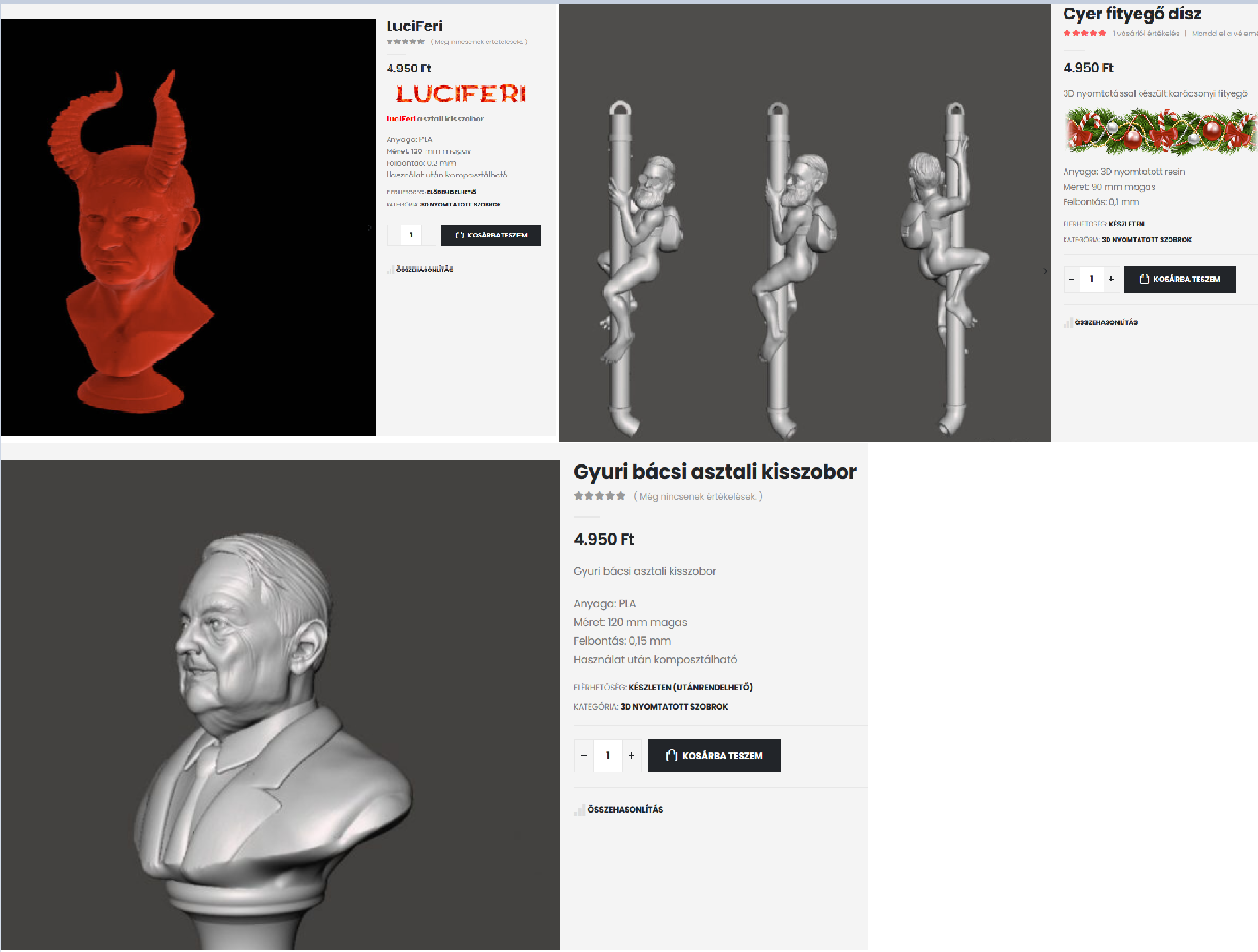 LuciFeri
( Még nincsenek értékelések. )
4.950 Ft
LUCIFERI
luciFeri asztali kisszobor
Anyaga: PLA
Méret: 120 mm magas
Felbontás: 0,2 mm
Használat után komposztálható
ELŐRENDELHETŐ
KATEGÓRIA: 3D NYOMTATOTT SZOBROK
1
KOSÁRBA TESZEM
ÖSSZEHASONLÍTÁS
Cyer fityegő dísz
1 vásárlói értékelés | Mondd el a vélemé
4.950 Ft
3D nyomtatással készült karácsonyi fityegő
Anyaga: 3D nyomtatott resin
Méret: 90 mm magas
Felbontás: 0,1 mm
ELÉRHETŐSÉG: KÉSZLETEN
KATEGÓRIA: 3D NYOMTATOTT SZOBROK
− 1 +
KOSÁRBA TESZEM
ÖSSZEHASONLÍTÁS
Gyuri bácsi asztali kisszobor
( Még nincsenek értékelések. )
4.950 Ft
Gyuri bácsi asztali kisszobor
Anyaga: PLA
Méret: 120 mm magas
Felbontás: 0,15 mm
Használat után komposztálható
ELÉRHETŐSÉG: KÉSZLETEN (UTÁNRENDELHETŐ)
KATEGÓRIA: 3D NYOMTATOTT SZOBROK
− 1 +
KOSÁRBA TESZEM
ÖSSZEHASONLÍTÁS